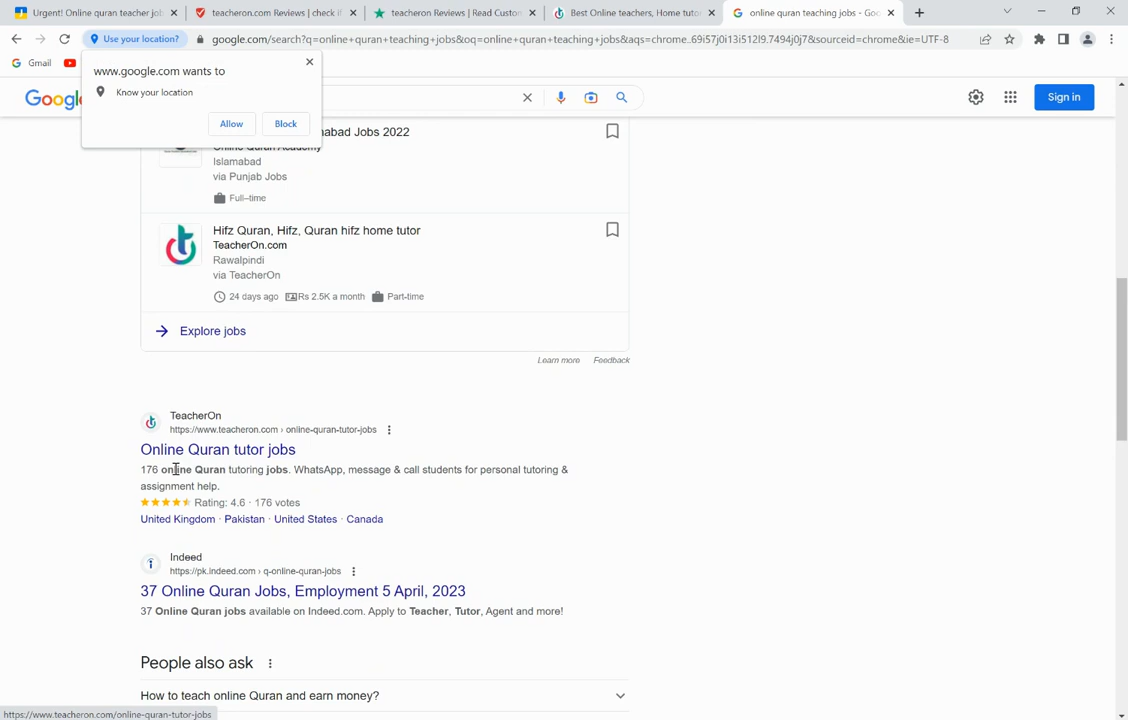 Urgent! Online quran teacher job
teacheron.com Reviews | check if
teacheron Reviews | Read Custom
Best Online teachers, Home tutor
online quran teaching jobs - Goo
Use your location?
google.com/search?q=online+quran+teaching+jobs&oq=online+quran+teaching+jobs&aqs=chrome..69i57j0i13i512l9.7494j0j7&sourceid=chrome&ie=UTF-8
Gmail
www.google.com wants to
Know your location
Allow
Block
Sign in
amabad Jobs 2022
Online Quran Academy
Islamabad
via Punjab Jobs
Full–time
Hifz Quran, Hifz, Quran hifz home tutor
TeacherOn.com
Rawalpindi
via TeacherOn
24 days ago Rs 2.5K a month Part-time
Explore jobs
Learn more Feedback
TeacherOn
https://www.teacheron.com › online-quran-tutor-jobs
Online Quran tutor jobs
176 online Quran tutoring jobs. WhatsApp, message & call students for personal tutoring &
assignment help.
Rating: 4.6 · 176 votes
United Kingdom · Pakistan · United States · Canada
Indeed
https://pk.indeed.com › q-online-quran-jobs
37 Online Quran Jobs, Employment 5 April, 2023
37 Online Quran jobs available on Indeed.com. Apply to Teacher, Tutor, Agent and more!
People also ask
How to teach online Quran and earn money?
https://www.teacheron.com/online-quran-tutor-jobs